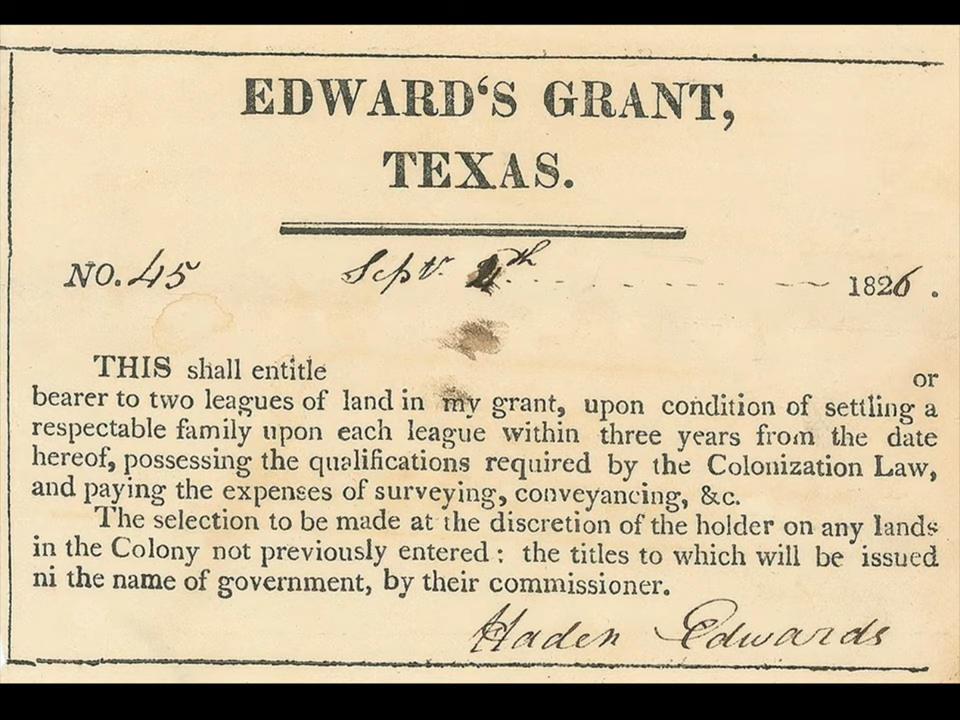 EDWARD‘S GRANT,
TEXAS.
NO. 45 Sept. 4th 1826.
THIS shall entitle or
bearer to two leagues of land in my grant, upon condition of settling a
respectable family upon each league within three years from the date
hereof, possessing the qualifications required by the Colonization Law,
and paying the expenses of surveying, conveyancing, &c.
The selection to be made at the discretion of the holder on any lands
in the Colony not previously entered: the titles to which will be issued
ni the name of government, by their commissioner.
Haden Edwards